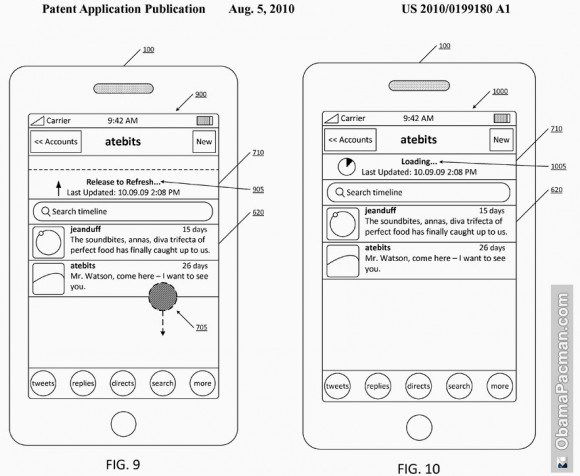 Patent Application Publication Aug. 5, 2010 US 2010/0199180 A1
100
900
Carrier 9:42 AM
<< Accounts atebits New
710
Release to Refresh...
905
Last Updated: 10.09.09 2:08 PM
Search timeline
620
jeanduff 15 days
The soundbites, annas, diva trifecta of
perfect food has finally caught up to us.
atebits 26 days
Mr. Watson, come here – I want to see
you.
705
tweets replies directs search more
FIG. 9
100
1000
Carrier 9:42 AM
<< Accounts atebits New
710
Loading...
1005
Last Updated: 10.09.09 2:08 PM
620
Search timeline
jeanduff 15 days
The soundbites, annas, diva trifecta of
perfect food has finally caught up to us.
atebits 26 days
Mr. Watson, come here – I want to see
you.
tweets replies directs search more
FIG. 10
ObamaPacman.com